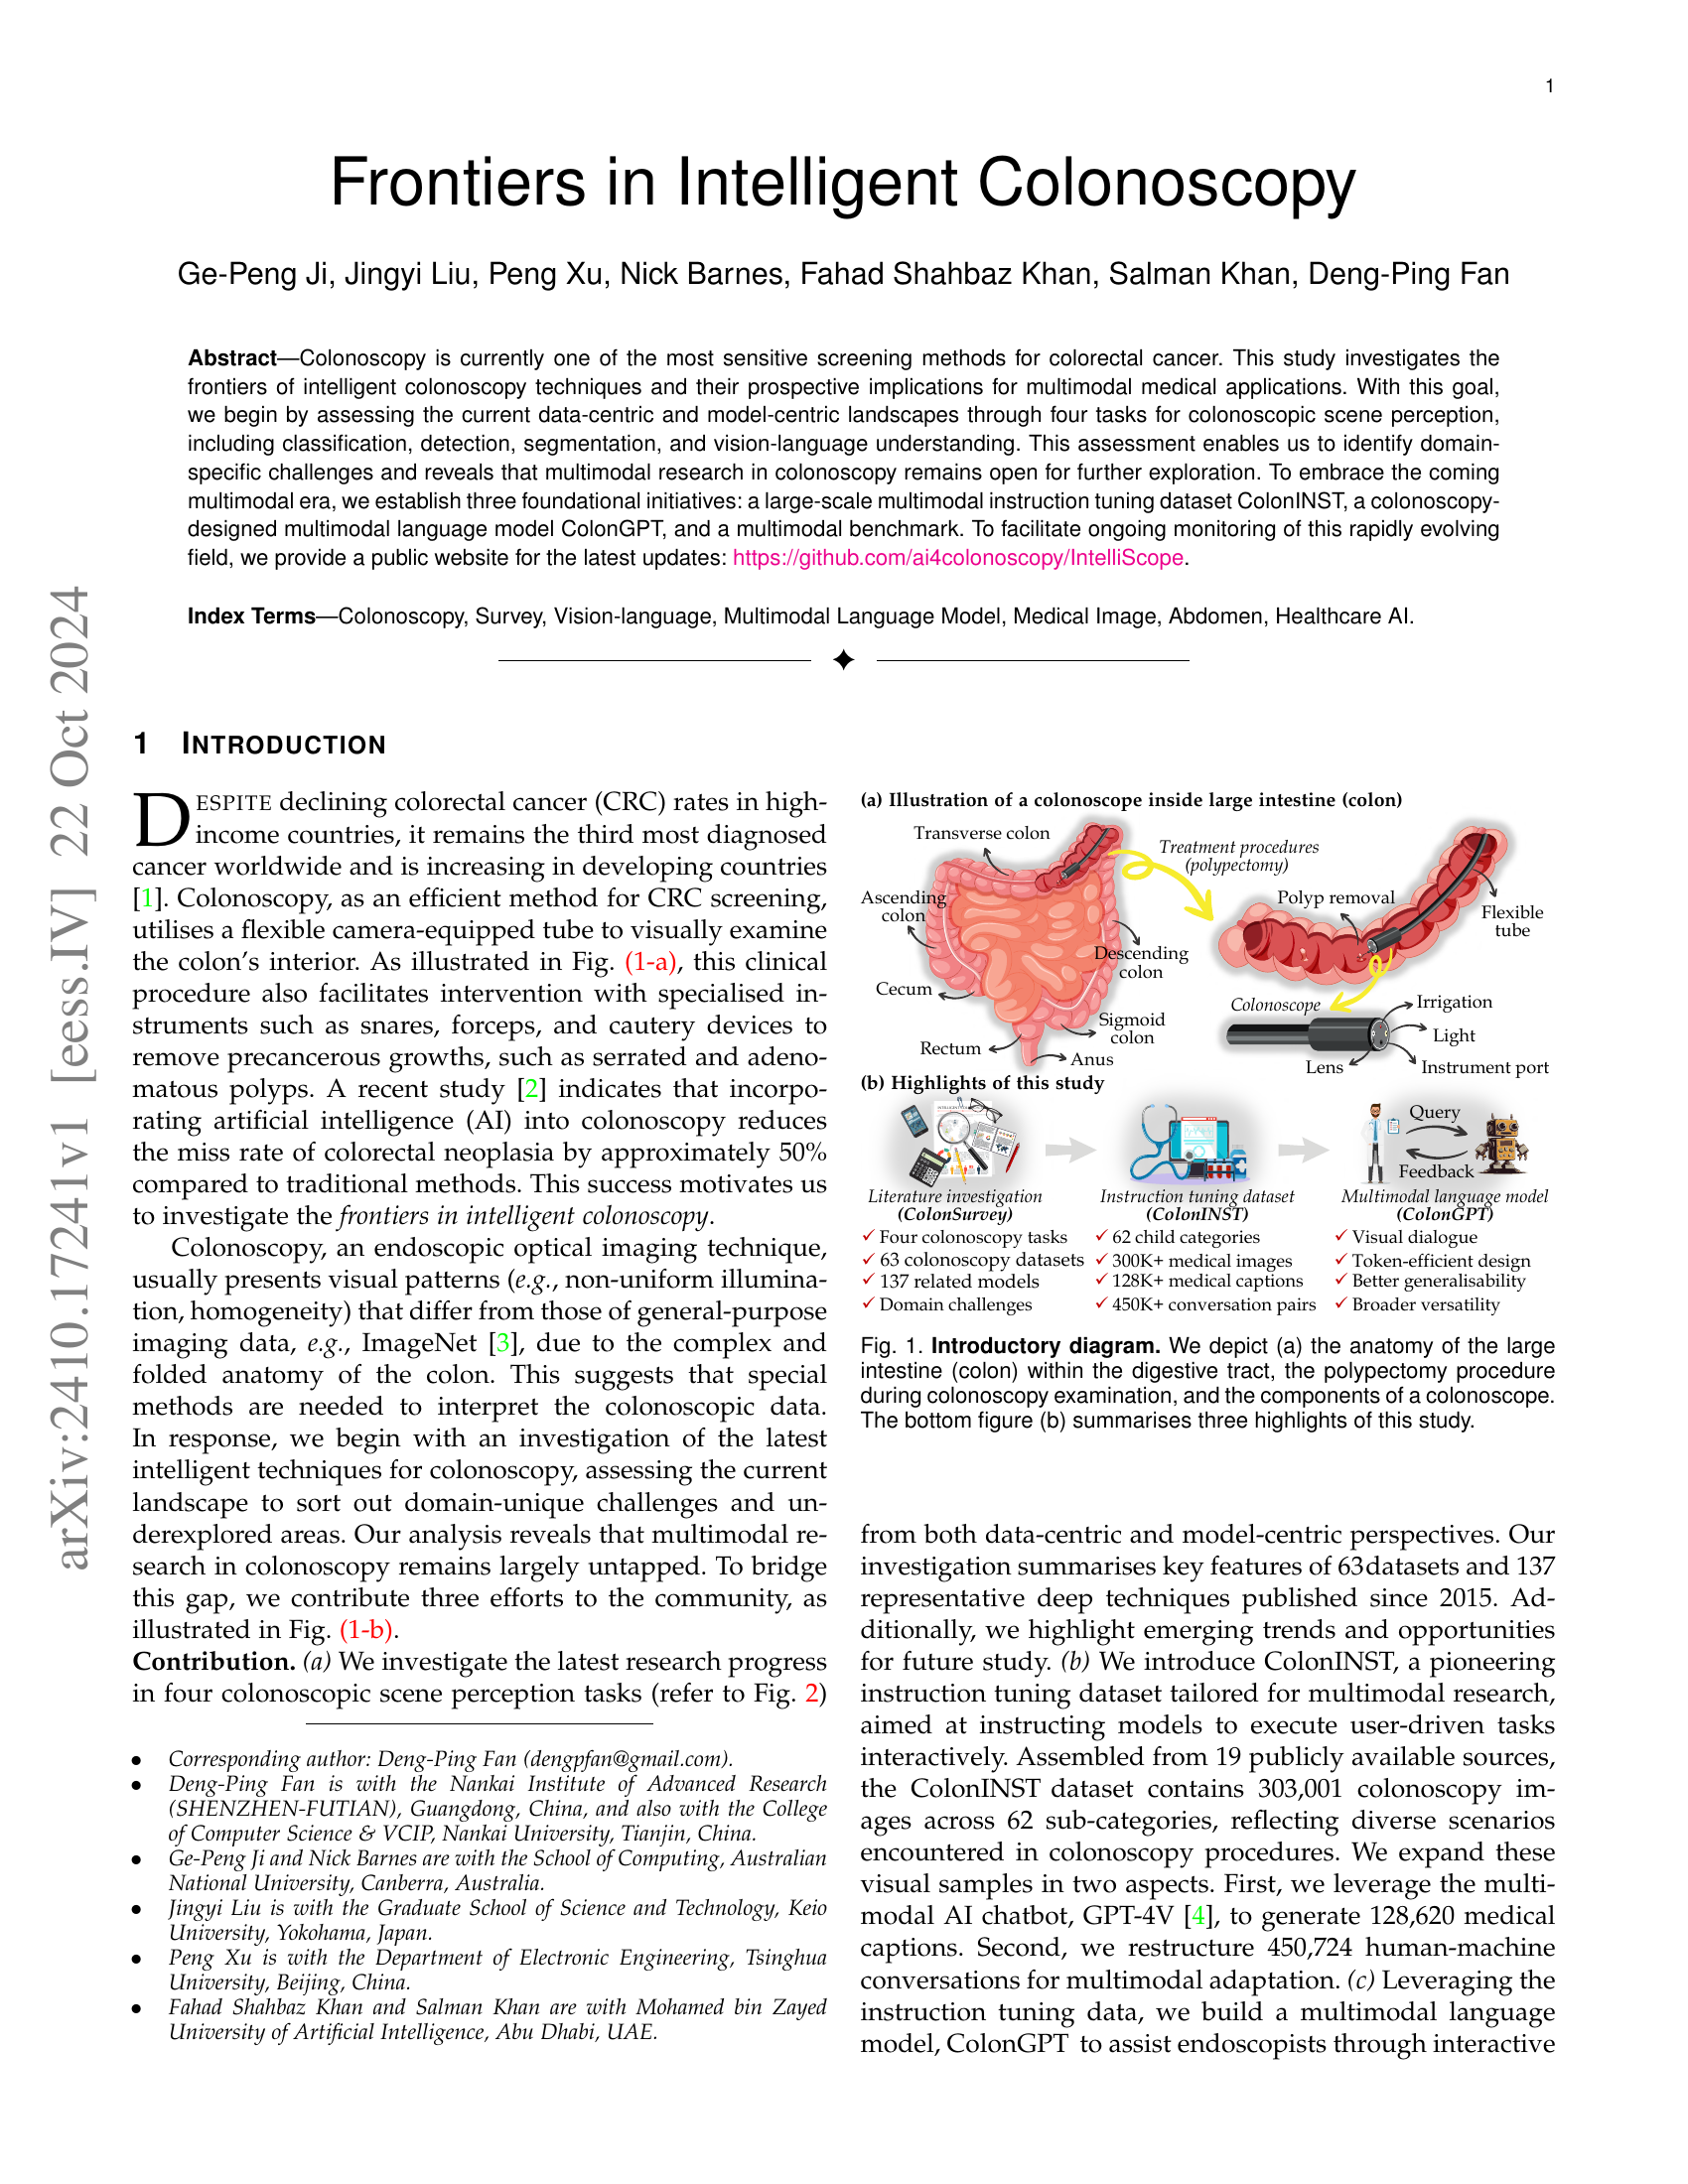 1
Frontiers in Intelligent Colonoscopy
Ge-Peng Ji, Jingyi Liu, Peng Xu, Nick Barnes, Fahad Shahbaz Khan, Salman Khan, Deng-Ping Fan
Abstract—Colonoscopy is currently one of the most sensitive screening methods for colorectal cancer. This study investigates the
frontiers of intelligent colonoscopy techniques and their prospective implications for multimodal medical applications. With this goal,
we begin by assessing the current data-centric and model-centric landscapes through four tasks for colonoscopic scene perception,
including classification, detection, segmentation, and vision-language understanding. This assessment enables us to identify domain-
specific challenges and reveals that multimodal research in colonoscopy remains open for further exploration. To embrace the coming
multimodal era, we establish three foundational initiatives: a large-scale multimodal instruction tuning dataset ColonINST, a colonoscopy-
designed multimodal language model ColonGPT, and a multimodal benchmark. To facilitate ongoing monitoring of this rapidly evolving
field, we provide a public website for the latest updates: https://github.com/ai4colonoscopy/IntelliScope.
Index Terms—Colonoscopy, Survey, Vision-language, Multimodal Language Model, Medical Image, Abdomen, Healthcare AI.
arXiv:2410.17241v1 [eess.IV] 22 Oct 2024
1 INTRODUCTION
DESPITE declining colorectal cancer (CRC) rates in high-
income countries, it remains the third most diagnosed
cancer worldwide and is increasing in developing countries
[1]. Colonoscopy, as an efficient method for CRC screening,
utilises a flexible camera-equipped tube to visually examine
the colon's interior. As illustrated in Fig. (1-a), this clinical
procedure also facilitates intervention with specialised in-
struments such as snares, forceps, and cautery devices to
remove precancerous growths, such as serrated and adeno-
matous polyps. A recent study [2] indicates that incorpo-
rating artificial intelligence (AI) into colonoscopy reduces
the miss rate of colorectal neoplasia by approximately 50%
compared to traditional methods. This success motivates us
to investigate the frontiers in intelligent colonoscopy.
Colonoscopy, an endoscopic optical imaging technique,
usually presents visual patterns (e.g., non-uniform illumina-
tion, homogeneity) that differ from those of general-purpose
imaging data, e.g., ImageNet [3], due to the complex and
folded anatomy of the colon. This suggests that special
methods are needed to interpret the colonoscopic data.
In response, we begin with an investigation of the latest
intelligent techniques for colonoscopy, assessing the current
landscape to sort out domain-unique challenges and un-
derexplored areas. Our analysis reveals that multimodal re-
search in colonoscopy remains largely untapped. To bridge
this gap, we contribute three efforts to the community, as
illustrated in Fig. (1-b).
Contribution. (a) We investigate the latest research progress
in four colonoscopic scene perception tasks (refer to Fig. 2)
• Corresponding author: Deng-Ping Fan (dengpfan@gmail.com).
• Deng-Ping Fan is with the Nankai Institute of Advanced Research
(SHENZHEN-FUTIAN), Guangdong, China, and also with the College
of Computer Science & VCIP, Nankai University, Tianjin, China.
• Ge-Peng Ji and Nick Barnes are with the School of Computing, Australian
National University, Canberra, Australia.
• Jingyi Liu is with the Graduate School of Science and Technology, Keio
University, Yokohama, Japan.
• Peng Xu is with the Department of Electronic Engineering, Tsinghua
University, Beijing, China.
• Fahad Shahbaz Khan and Salman Khan are with Mohamed bin Zayed
University of Artificial Intelligence, Abu Dhabi, UAE.
(a) Illustration of a colonoscope inside large intestine (colon)
Transverse colon
Treatment procedures
(polypectomy)
Ascending
colon
Polyp removal
Flexible
tube
Descending
colon
Cecum
Colonoscope
Irrigation
Sigmoid
colon
Light
Rectum
Anus
Lens
Instrument port
(b) Highlights of this study
Query
Feedback
Literature investigation
(ColonSurvey)
✓ Four colonoscopy tasks
✓ 63 colonoscopy datasets
✓ 137 related models
✓ Domain challenges
Instruction tuning dataset
(ColonINST)
✓ 62 child categories
✓ 300K+ medical images
✓ 128K+ medical captions
✓ 450K+ conversation pairs
Multimodal language model
(ColonGPT)
✓ Visual dialogue
✓ Token-efficient design
✓ Better generalisability
✓ Broader versatility
Fig. 1. Introductory diagram. We depict (a) the anatomy of the large
intestine (colon) within the digestive tract, the polypectomy procedure
during colonoscopy examination, and the components of a colonoscope.
The bottom figure (b) summarises three highlights of this study.
from both data-centric and model-centric perspectives. Our
investigation summarises key features of 63 datasets and 137
representative deep techniques published since 2015. Ad-
ditionally, we highlight emerging trends and opportunities
for future study. (b) We introduce ColonINST, a pioneering
instruction tuning dataset tailored for multimodal research,
aimed at instructing models to execute user-driven tasks
interactively. Assembled from 19 publicly available sources,
the ColonINST dataset contains 303,001 colonoscopy im-
ages across 62 sub-categories, reflecting diverse scenarios
encountered in colonoscopy procedures. We expand these
visual samples in two aspects. First, we leverage the multi-
modal AI chatbot, GPT-4V [4], to generate 128,620 medical
captions. Second, we restructure 450,724 human-machine
conversations for multimodal adaptation. (c) Leveraging the
instruction tuning data, we build a multimodal language
model, ColonGPT to assist endoscopists through interactive